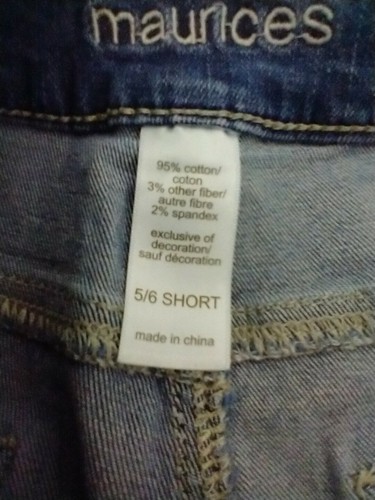 maurices
95% cotton/
coton
3% other fiber/
autre fibre
2% spandex
exclusive of
decoration/
sauf décoration
5/6 SHORT
made in china